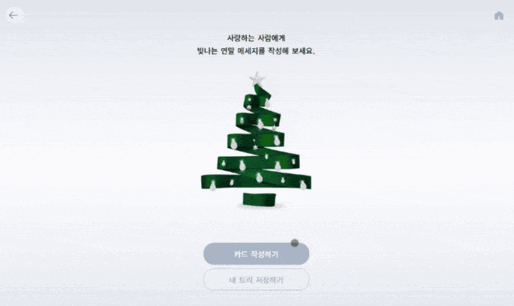 사랑하는 사람에게
빛나는 연말 메세지를 작성해 보세요.
카드 작성하기
내 트리 저장하기